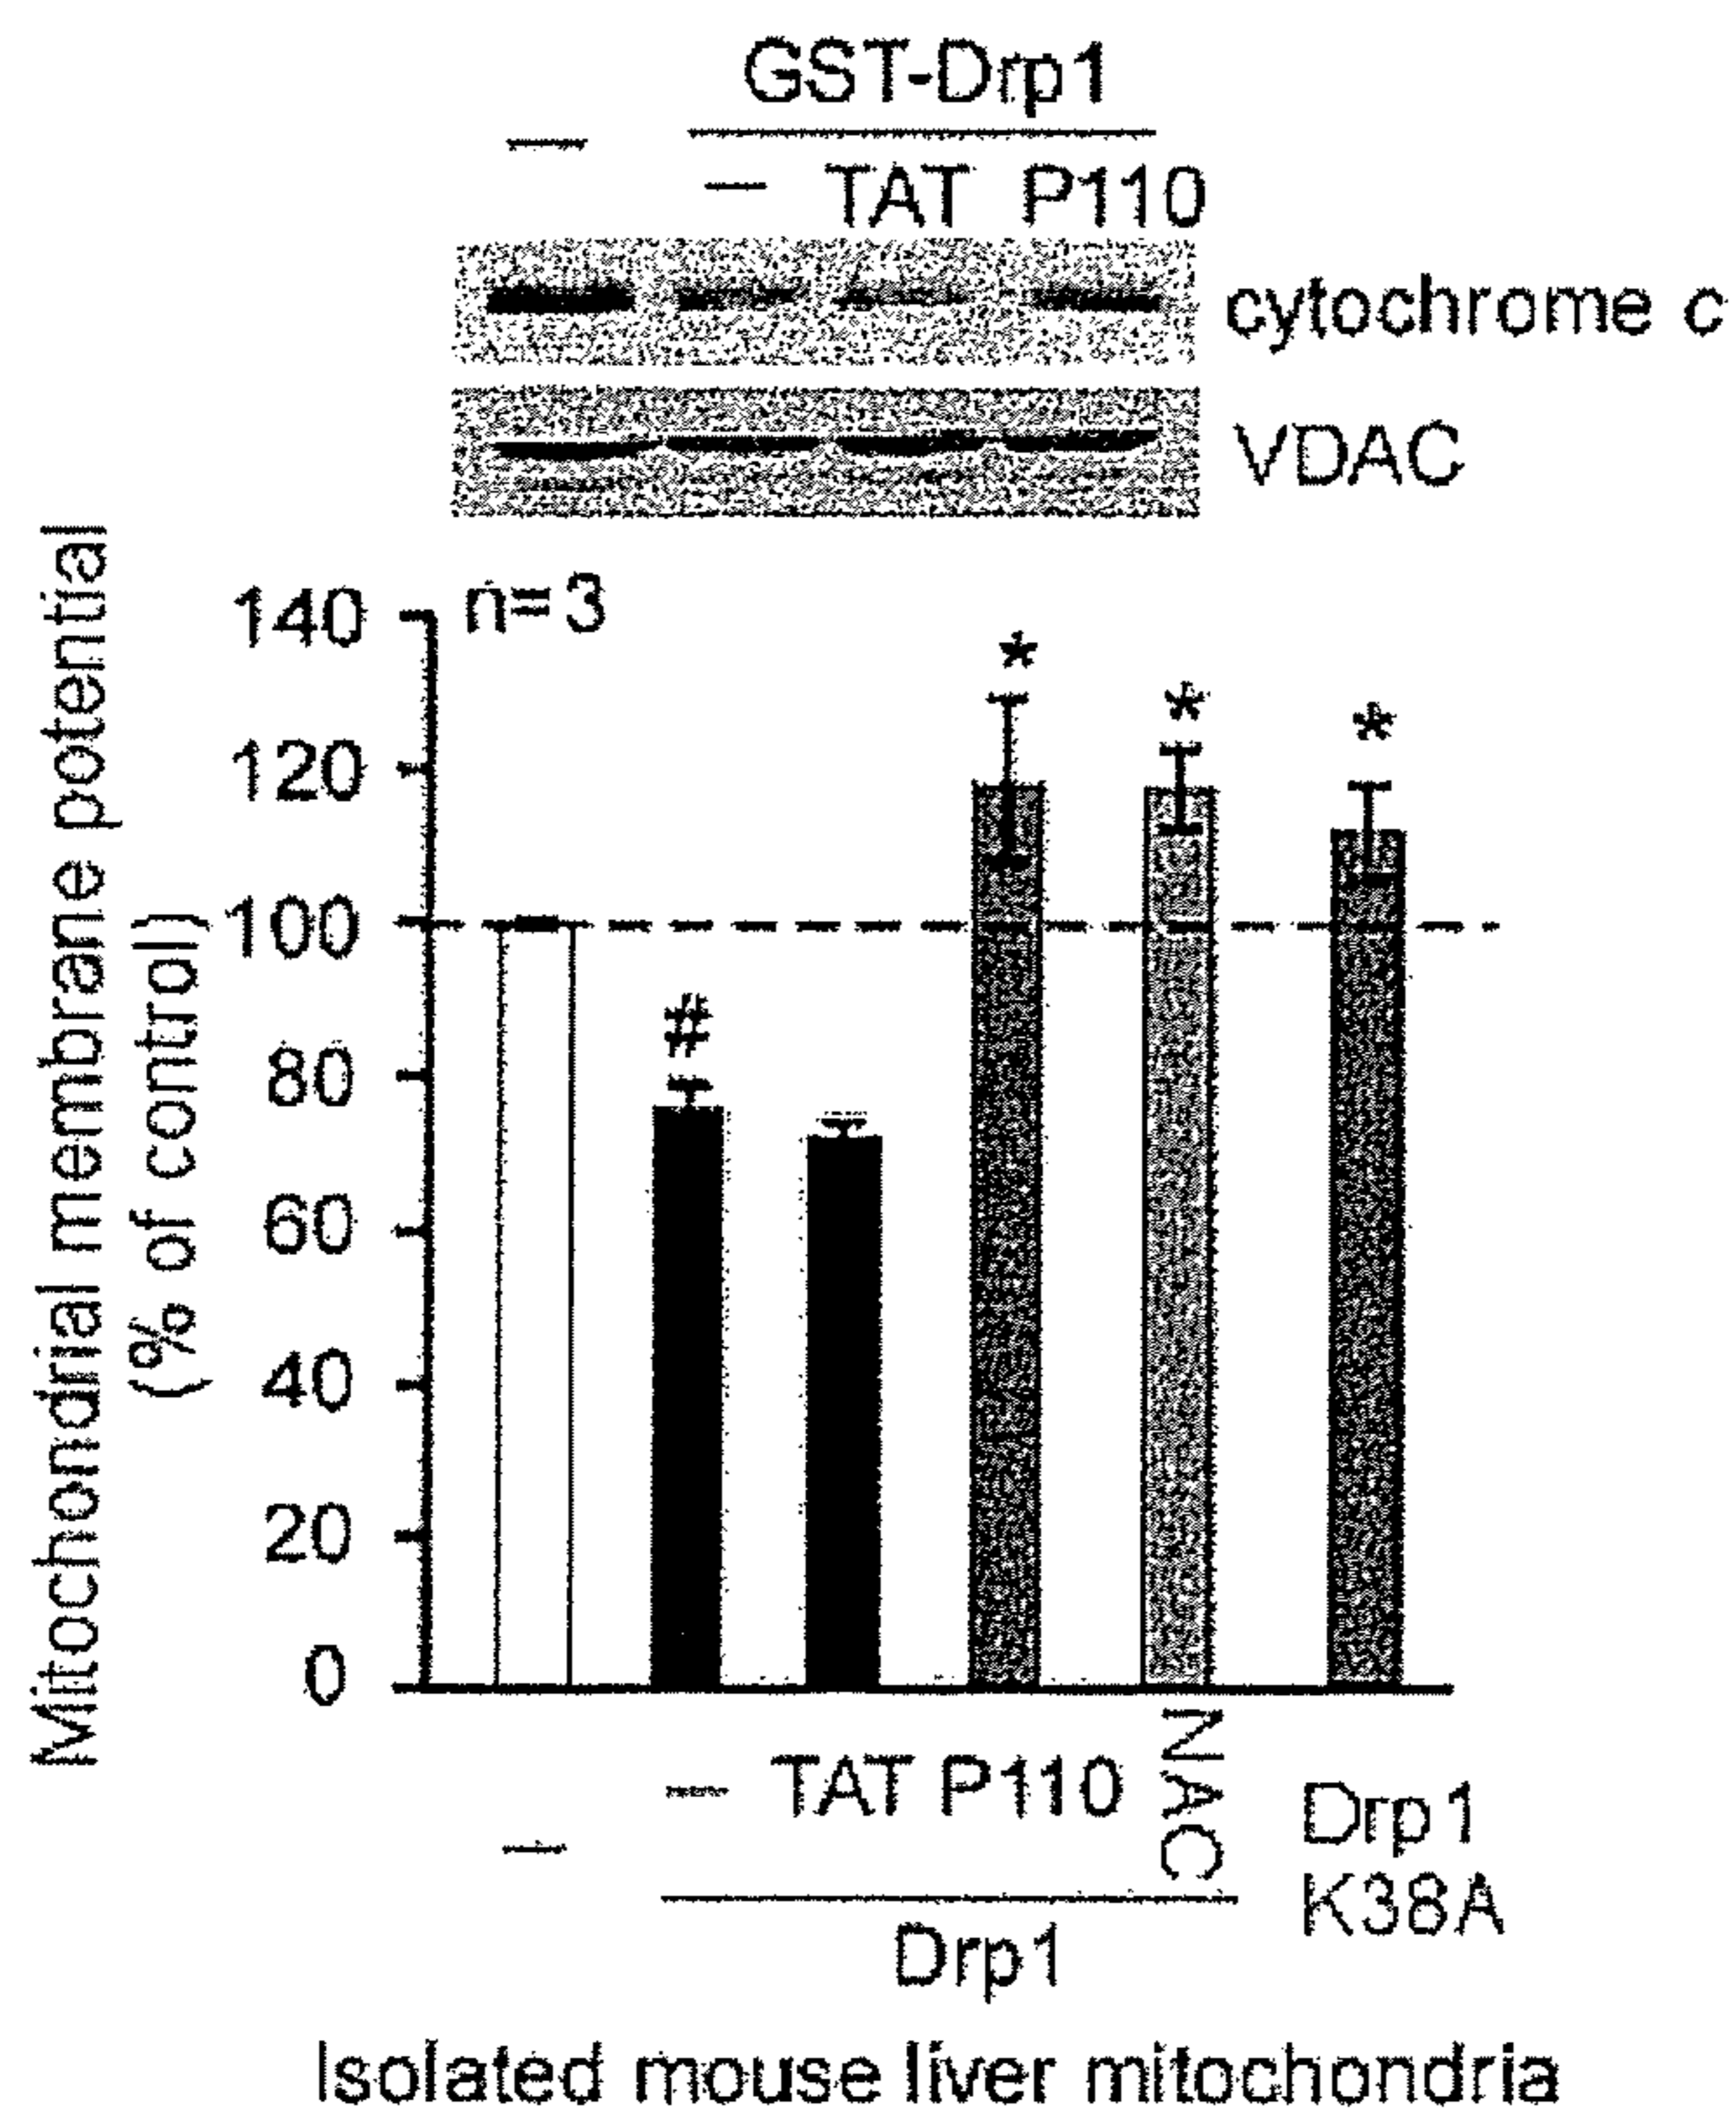 GST-Drp1
– – TAT P110
cytochrome c
VDAC
n=3
Mitochondrial membrane potential
(% of control)
140
120
100
80
60
40
20
0
* * *
#
– – TAT P110 NAC
Drp1
Drp1
K38A
Isolated mouse liver mitochondria